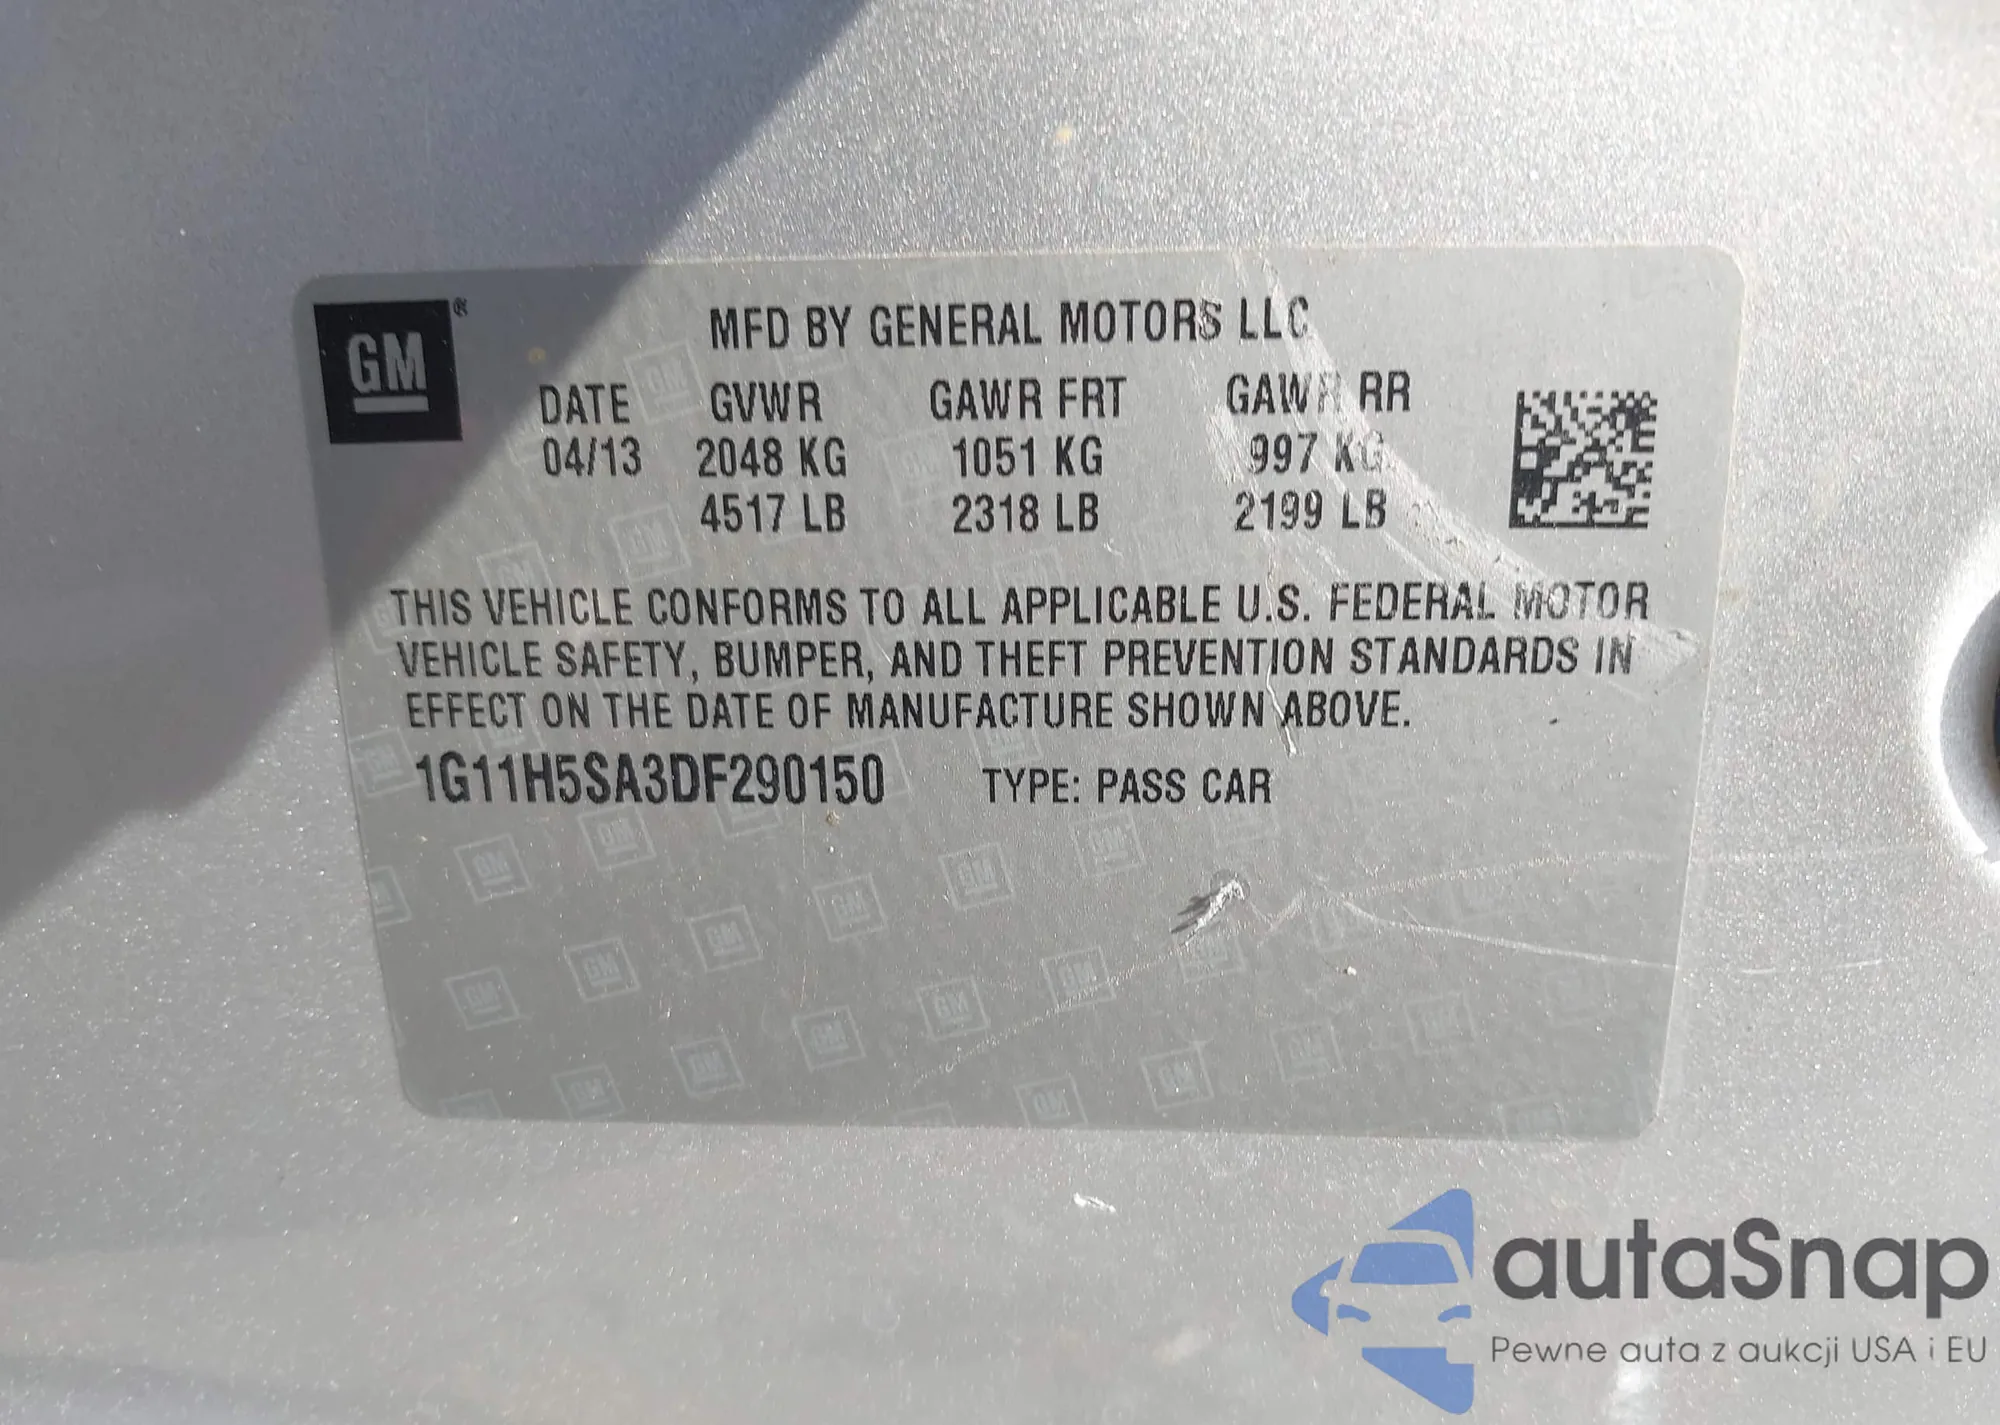 GM ®
MFD BY GENERAL MOTORS LLC
DATE GVWR GAWR FRT GAWR RR
04/13 2048 KG 1051 KG 997 KG
4517 LB 2318 LB 2199 LB
THIS VEHICLE CONFORMS TO ALL APPLICABLE U.S. FEDERAL MOTOR
VEHICLE SAFETY, BUMPER, AND THEFT PREVENTION STANDARDS IN
EFFECT ON THE DATE OF MANUFACTURE SHOWN ABOVE.
1G11H5SA3DF290150 TYPE: PASS CAR
autaSnap
Pewne auta z aukcji USA i EU